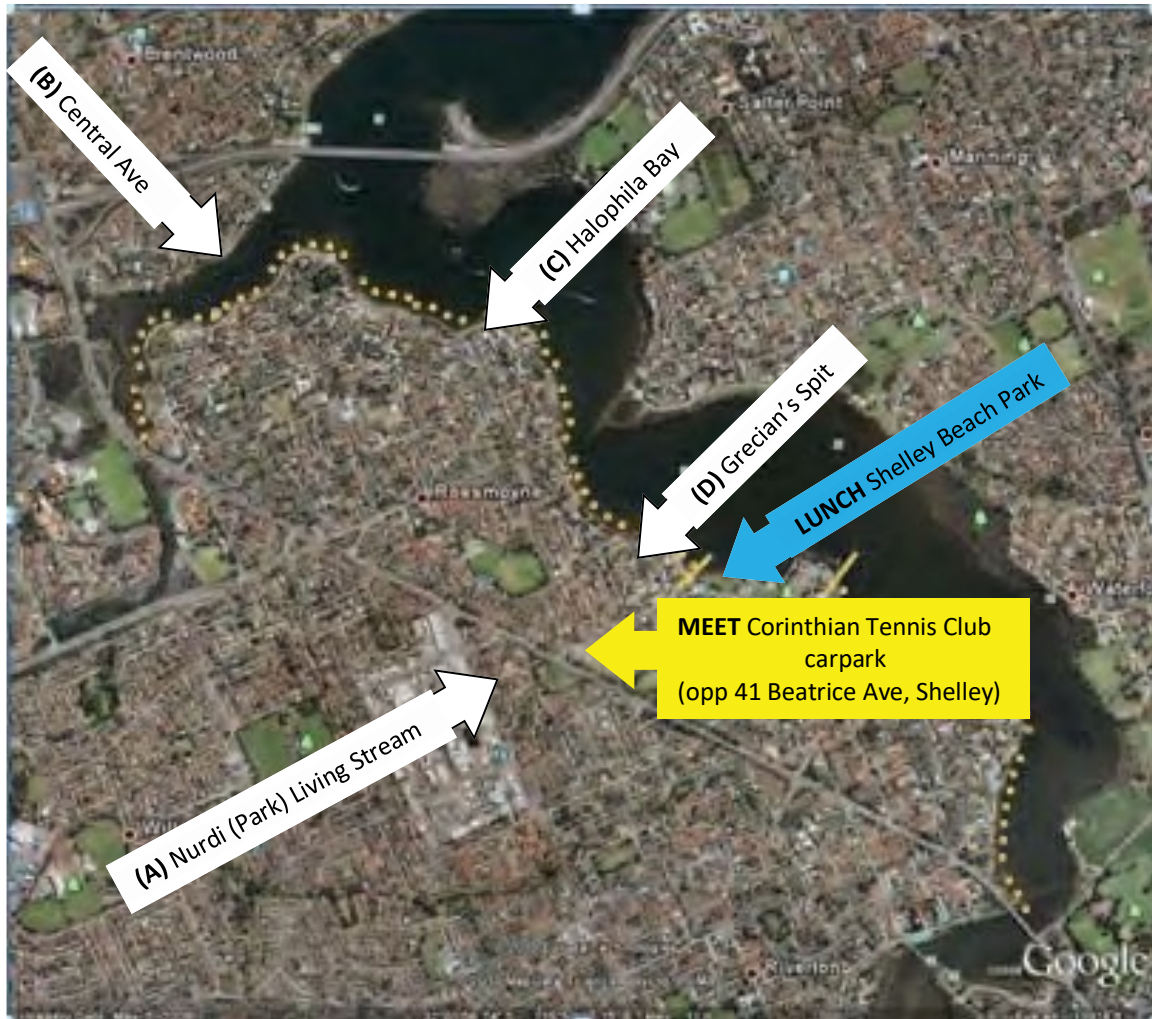 Brentwood
(B) Central Ave
Salter Point
Manning
(C) Halophila Bay
(D) Grecian's Spit
LUNCH Shelley Beach Park
Rossmoyne
MEET Corinthian Tennis Club
carpark
(opp 41 Beatrice Ave, Shelley)
(A) Nurdi (Park) Living Stream
Riverton
Google